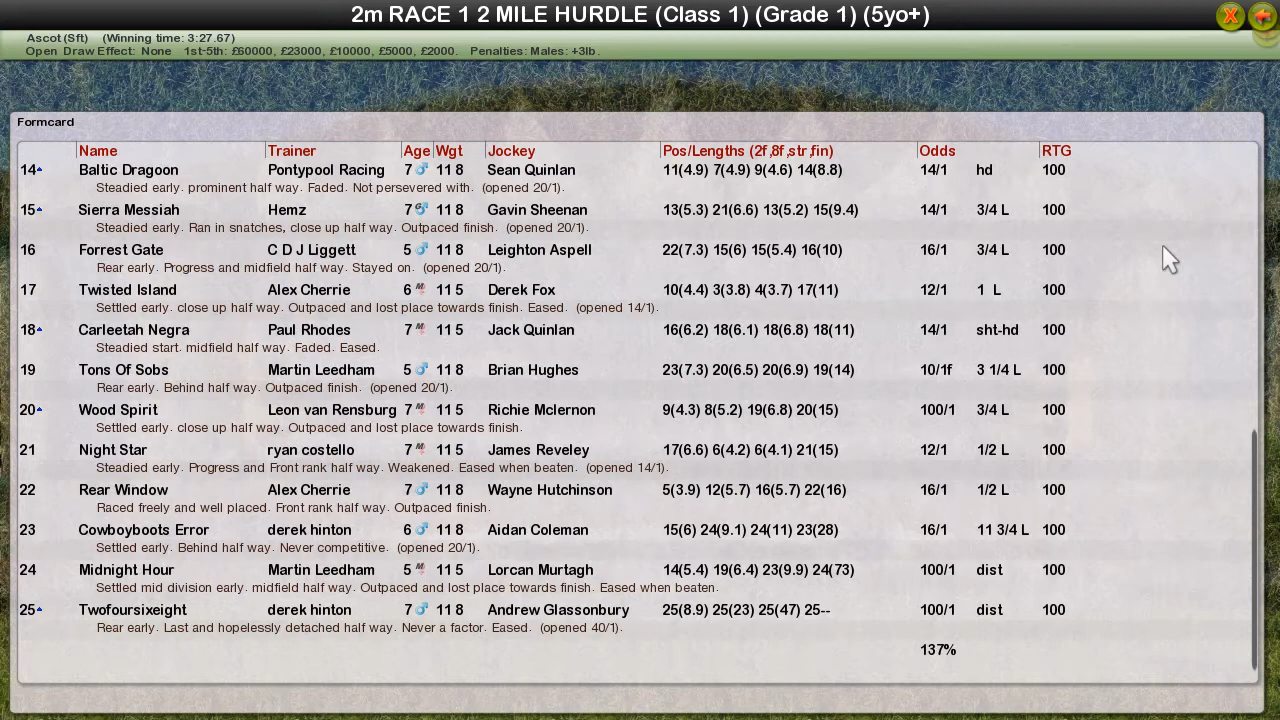 2m RACE 1 2 MILE HURDLE (Class 1) (Grade 1) (5yo+)
Ascot (Sft) (Winning time: 3:27.67)
Open Draw Effect: None 1st-5th: £60000, £23000, £10000, £5000, £2000. Penalties: Males: +3lb.
Formcard
Name Trainer Age Wgt Jockey Pos/Lengths (2f,8f,str,fin) Odds RTG
14 Baltic Dragoon Pontypool Racing 7 11 8 Sean Quinlan 11(4.9) 7(4.9) 9(4.6) 14(8.8) 14/1 hd 100
Steadied early. prominent half way. Faded. Not persevered with. (opened 20/1).
15 Sierra Messiah Hemz 7 11 8 Gavin Sheenan 13(5.3) 21(6.6) 13(5.2) 15(9.4) 14/1 3/4 L 100
Steadied early. Ran in snatches, close up half way. Outpaced finish. (opened 20/1).
16 Forrest Gate C D J Liggett 5 11 8 Leighton Aspell 22(7.3) 15(6) 15(5.4) 16(10) 16/1 3/4 L 100
Rear early. Progress and midfield half way. Stayed on. (opened 20/1).
17 Twisted Island Alex Cherrie 6 11 5 Derek Fox 10(4.4) 3(3.8) 4(3.7) 17(11) 12/1 1 L 100
Settled early. close up half way. Outpaced and lost place towards finish. Eased. (opened 14/1).
18 Carleetah Negra Paul Rhodes 7 11 5 Jack Quinlan 16(6.2) 18(6.1) 18(6.8) 18(11) 14/1 sht-hd 100
Steadied start. midfield half way. Faded. Eased.
19 Tons Of Sobs Martin Leedham 5 11 8 Brian Hughes 23(7.3) 20(6.5) 20(6.9) 19(14) 10/1f 3 1/4 L 100
Rear early. Behind half way. Outpaced finish. (opened 20/1).
20 Wood Spirit Leon van Rensburg 7 11 5 Richie Mclernon 9(4.3) 8(5.2) 19(6.8) 20(15) 100/1 3/4 L 100
Settled early. close up half way. Outpaced and lost place towards finish.
21 Night Star ryan costello 7 11 5 James Reveley 17(6.6) 6(4.2) 6(4.1) 21(15) 12/1 1/2 L 100
Steadied early. Progress and Front rank half way. Weakened. Eased when beaten. (opened 14/1).
22 Rear Window Alex Cherrie 7 11 8 Wayne Hutchinson 5(3.9) 12(5.7) 16(5.7) 22(16) 16/1 1/2 L 100
Raced freely and well placed. Front rank half way. Outpaced finish.
23 Cowboyboots Error derek hinton 6 11 8 Aidan Coleman 15(6) 24(9.1) 24(11) 23(28) 16/1 11 3/4 L 100
Settled early. Behind half way. Never competitive. (opened 20/1).
24 Midnight Hour Martin Leedham 5 11 5 Lorcan Murtagh 14(5.4) 19(6.4) 23(9.9) 24(73) 100/1 dist 100
Settled mid division early. midfield half way. Outpaced and lost place towards finish. Eased when beaten.
25 Twofoursixeight derek hinton 7 11 8 Andrew Glassonbury 25(8.9) 25(23) 25(47) 25-- 100/1 dist 100
Rear early. Last and hopelessly detached half way. Never a factor. Eased. (opened 40/1).
137%